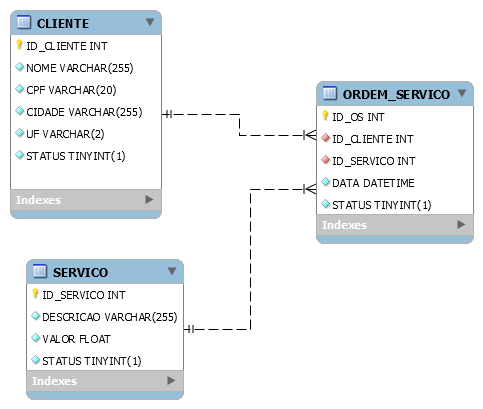 CLIENTE
ID_CLIENTE INT
NOME VARCHAR(255)
CPF VARCHAR(20)
CIDADE VARCHAR(255)
UF VARCHAR(2)
STATUS TINYINT(1)
Indexes
ORDEM_SERVICO
ID_OS INT
ID_CLIENTE INT
ID_SERVICO INT
DATA DATETIME
STATUS TINYINT(1)
Indexes
SERVICO
ID_SERVICO INT
DESCRICAO VARCHAR(255)
VALOR FLOAT
STATUS TINYINT(1)
Indexes